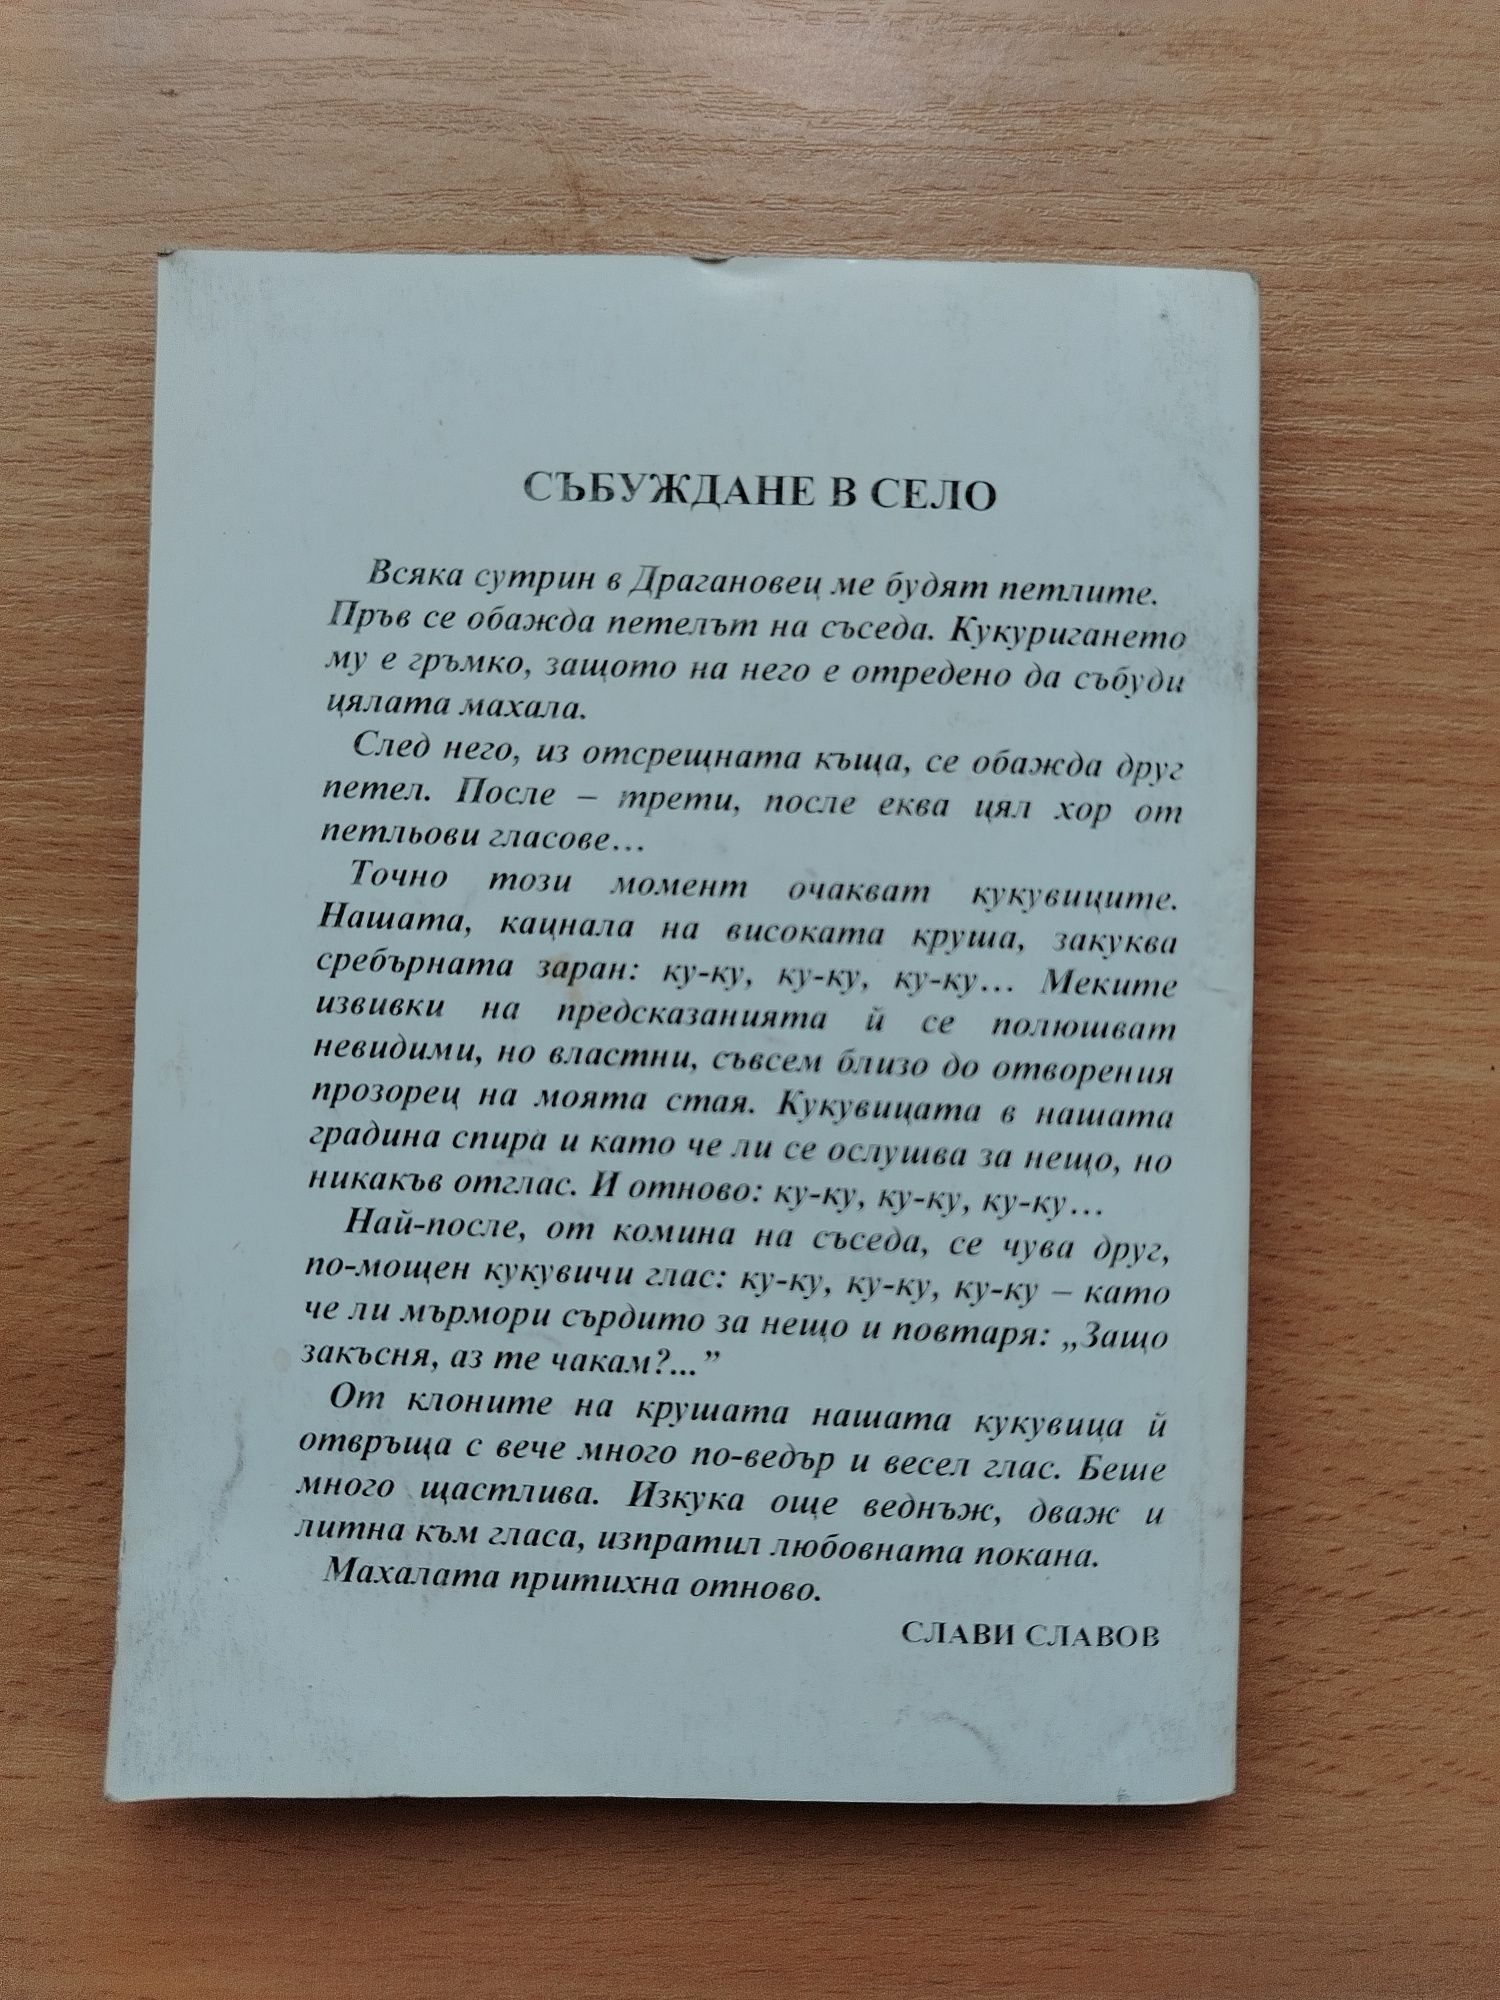 СЪБУЖДАНЕ В СЕЛО
Всяка сутрин в Драгановец ме будят петлите.
Пръв се обажда петелът на съседа. Кукуригането
му е гръмко, защото на него е отредено да събуди
цялата махала.
След него, из отсрещната къща, се обажда друг
петел. После – трети, после еква цял хор от
петльови гласове…
Точно този момент очакват кукувиците.
Нашата, кацнала на високата круша, закуква
сребърната заран: ку-ку, ку-ку, ку-ку… Меките
извивки на предсказанията й се полюшват
невидими, но властни, съвсем близо до отворения
прозорец на моята стая. Кукувицата в нашата
градина спира и като че ли се ослушва за нещо, но
никакъв отглас. И отново: ку-ку, ку-ку, ку-ку…
Най-после, от комина на съседа, се чува друг,
по-мощен кукувичи глас: ку-ку, ку-ку, ку-ку – като
че ли мърмори сърдито за нещо и повтаря: „Защо
закъсня, аз те чакам?...”
От клоните на крушата нашата кукувица й
отвръща с вече много по-ведър и весел глас. Беше
много щастлива. Изкука още веднъж, дваж и
литна към гласа, изпратил любовната покана.
Махалата притихна отново.
СЛАВИ СЛАВОВ